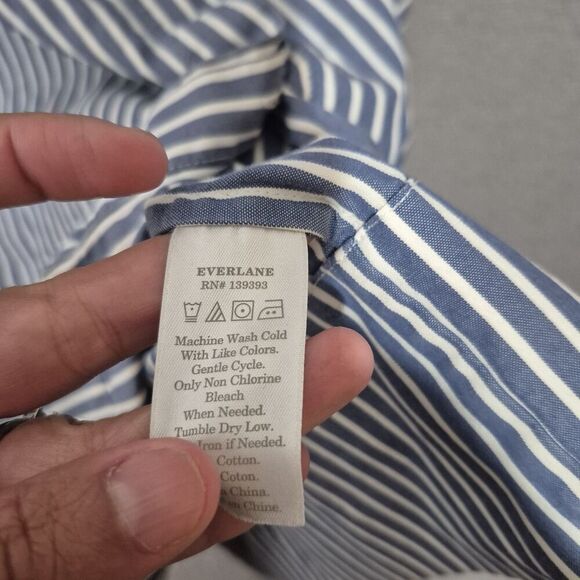 EVERLANE
RN# 139393
Machine Wash Cold
With Like Colors.
Gentle Cycle.
Only Non Chlorine
Bleach
When Needed.
Tumble Dry Low.
Iron if Needed.
Cotton.
Coton.
China.
Chine.